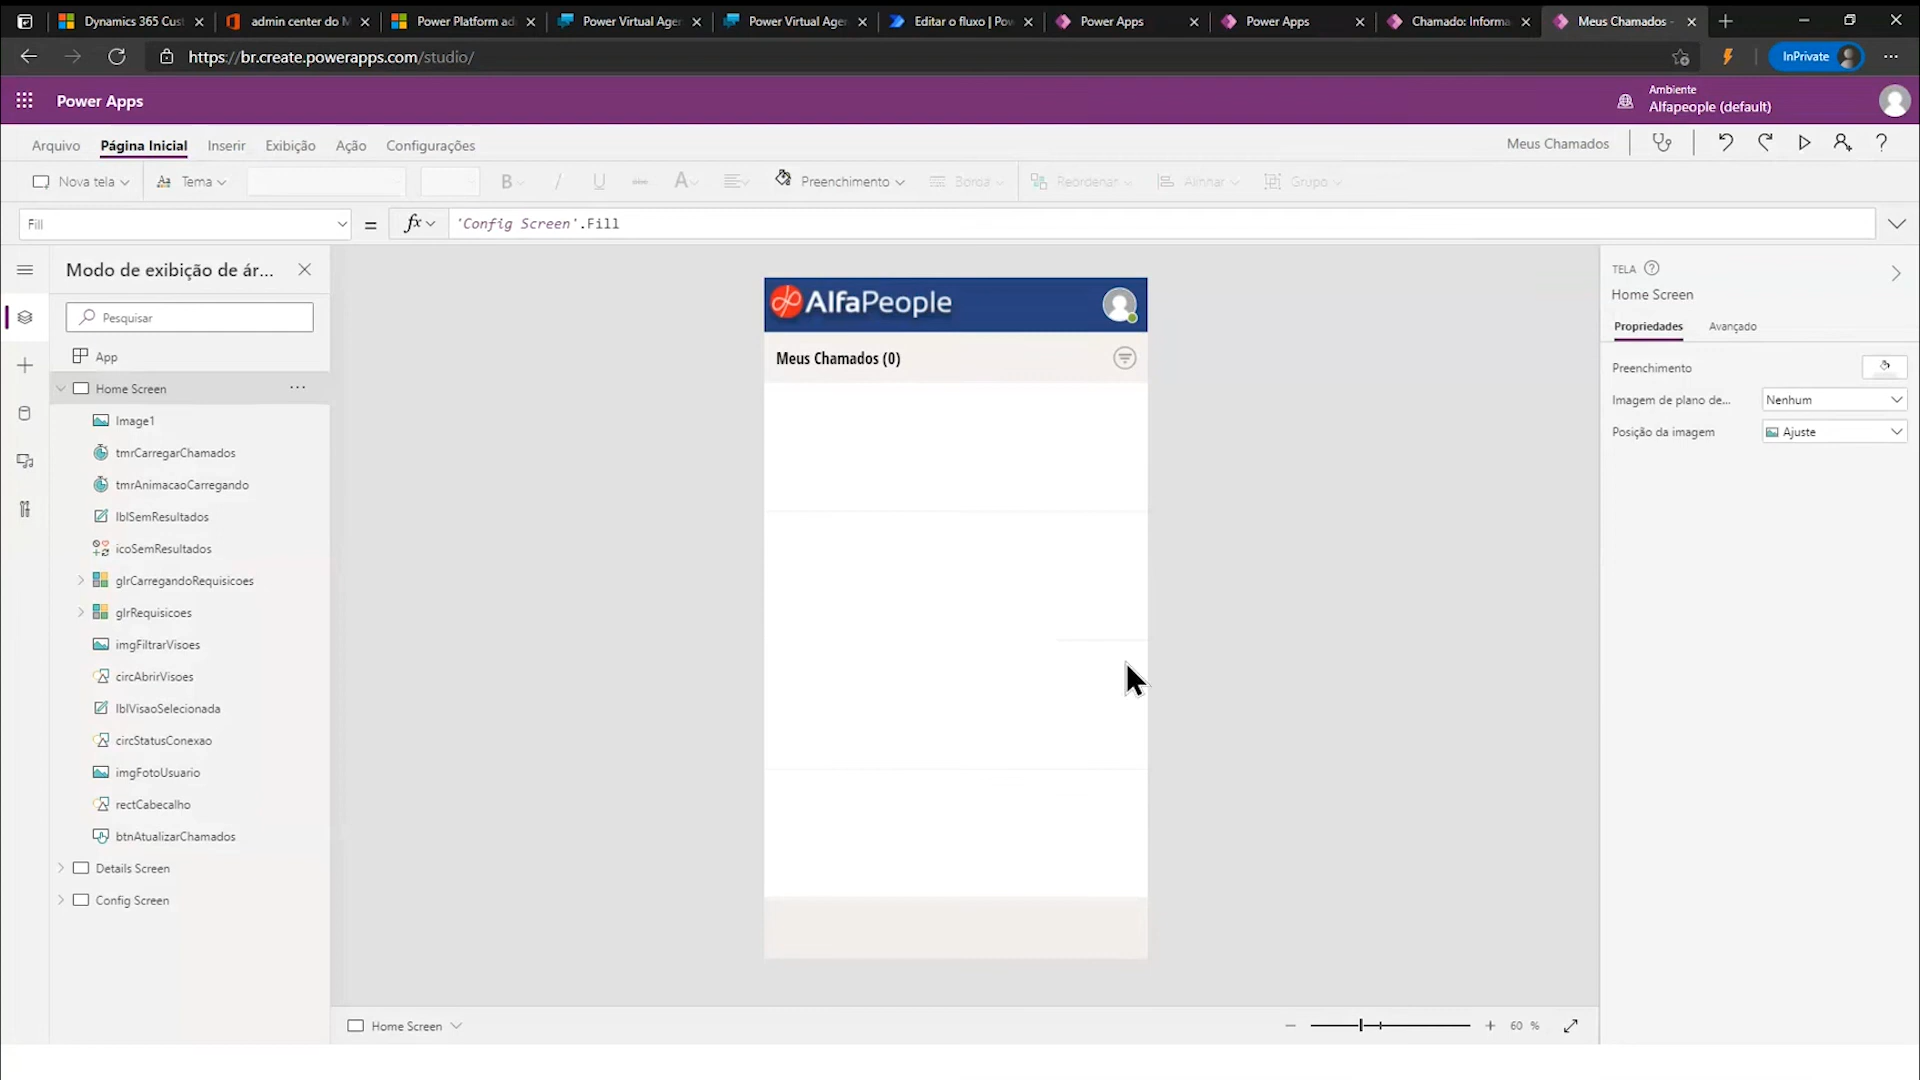 Dynamics 365 Cust
admin center do M
Power Platform ad
Power Virtual Age
Power Virtual Age
Editar o fluxo | Pow
Power Apps
Power Apps
Chamado: Informa
Meus Chamados -
https://br.create.powerapps.com/studio/
InPrivate
Power Apps
Ambiente
Alfapeople (default)
Arquivo
Página Inicial
Inserir
Exibição
Ação
Configurações
Meus Chamados
Nova tela
Tema
B
I
U
A
Preenchimento
Borda
Reordenar
Alinhar
Grupo
Fill
=
fx
'Config Screen'.Fill
Modo de exibição de ár...
Pesquisar
App
Home Screen
Image1
tmrCarregarChamados
tmrAnimacaoCarregando
lblSemResultados
icoSemResultados
glrCarregandoRequisicoes
glrRequisicoes
imgFiltrarVisoes
circAbrirVisoes
lblVisaoSelecionada
circStatusConexao
imgFotoUsuario
rectCabecalho
btnAtualizarChamados
Details Screen
Config Screen
AlfaPeople
Meus Chamados (0)
TELA
Home Screen
Propriedades
Avançado
Preenchimento
Imagem de plano de...
Nenhum
Posição da imagem
Ajuste
Home Screen
60 %